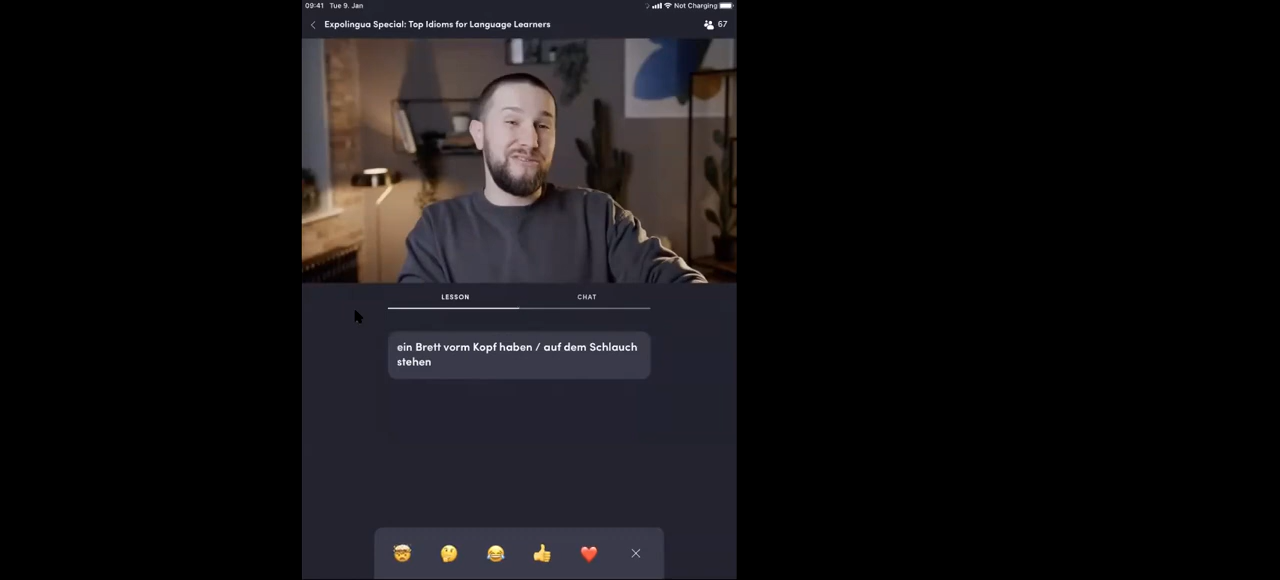 09:41 Tue 9. Jan
Not Charging
Expolingua Special: Top Idioms for Language Learners
67
LESSON
CHAT
ein Brett vorm Kopf haben / auf dem Schlauch
stehen